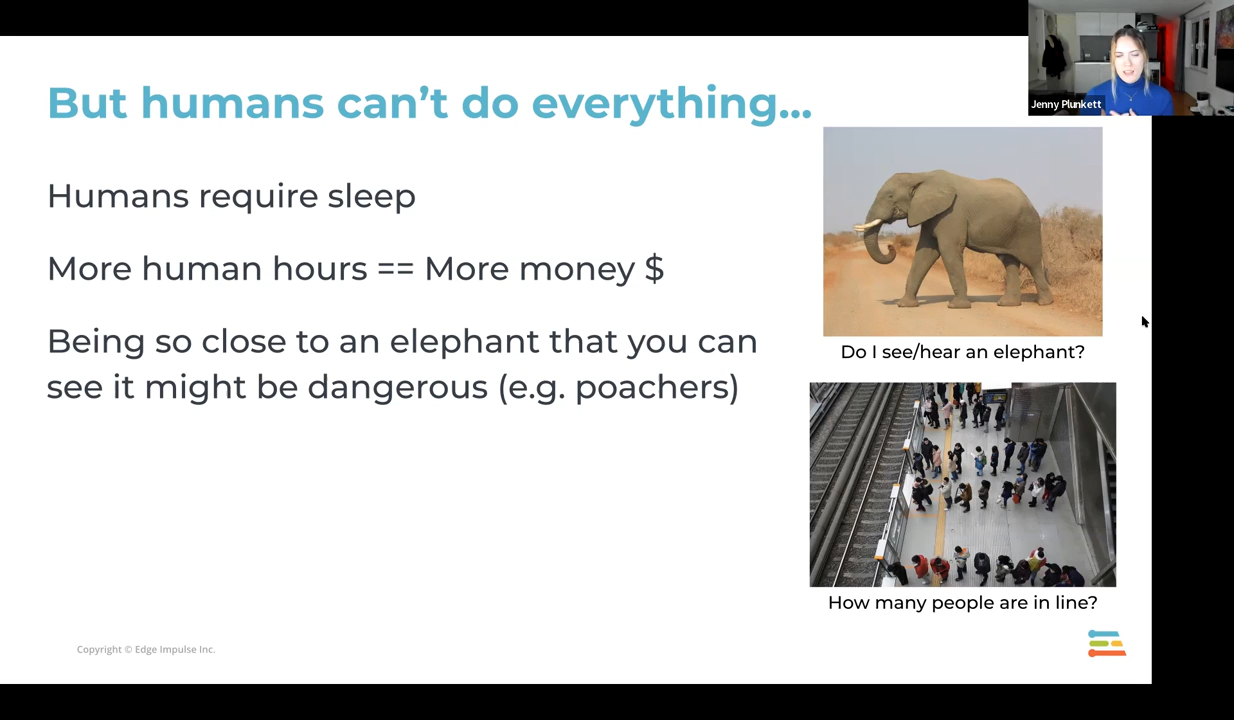 But humans can’t do everything...
Jenny Plunkett
Humans require sleep
More human hours == More money $
Being so close to an elephant that you can
see it might be dangerous (e.g. poachers)
Do I see/hear an elephant?
How many people are in line?
Copyright © Edge Impulse Inc.